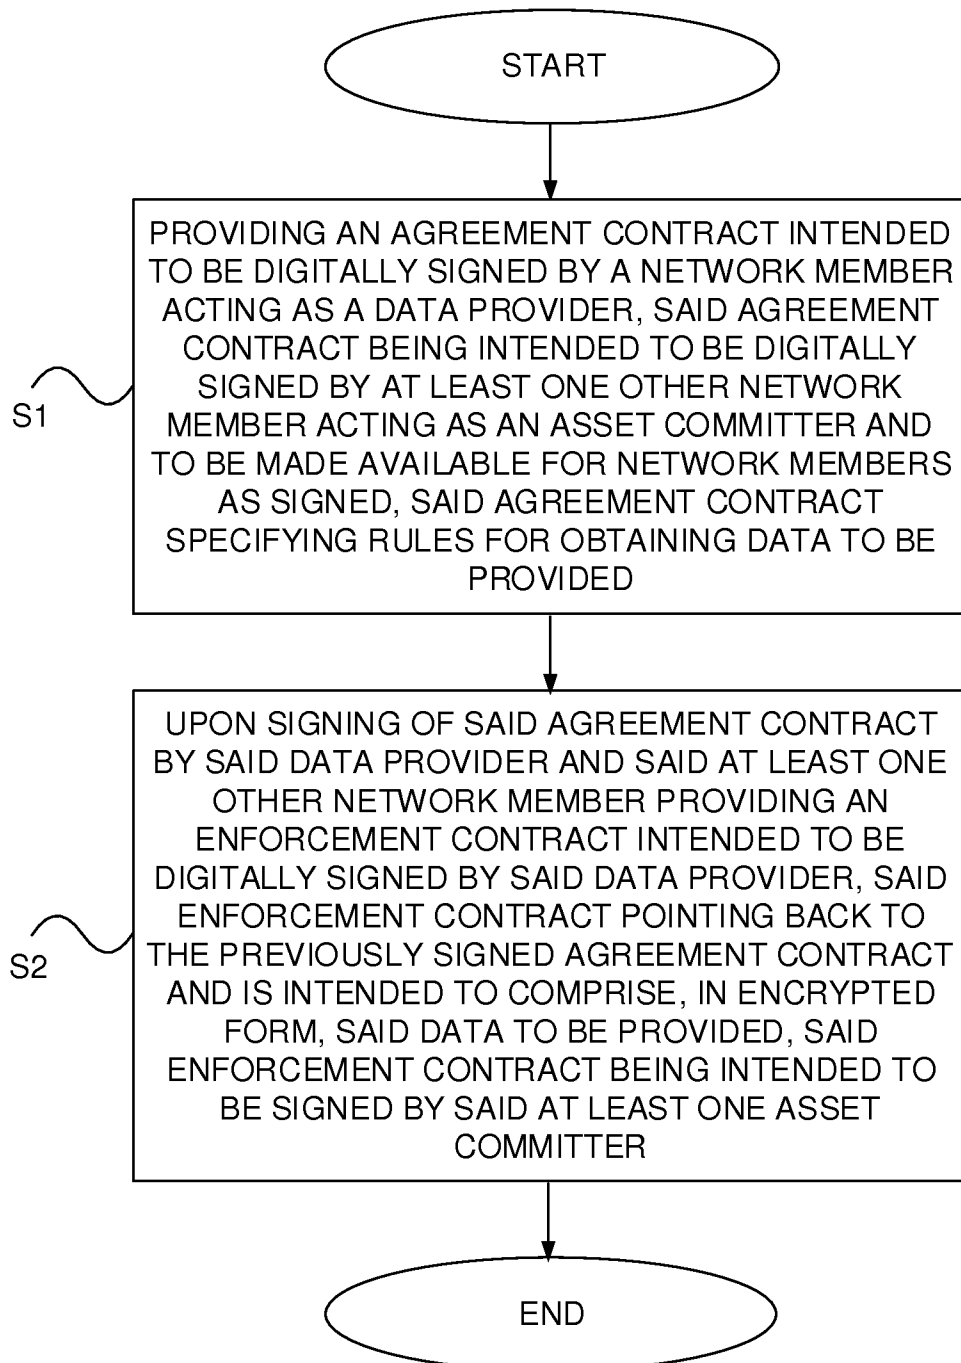 START
PROVIDING AN AGREEMENT CONTRACT INTENDED
TO BE DIGITALLY SIGNED BY A NETWORK MEMBER
ACTING AS A DATA PROVIDER, SAID AGREEMENT
CONTRACT BEING INTENDED TO BE DIGITALLY
SIGNED BY AT LEAST ONE OTHER NETWORK
MEMBER ACTING AS AN ASSET COMMITTER AND
TO BE MADE AVAILABLE FOR NETWORK MEMBERS
AS SIGNED, SAID AGREEMENT CONTRACT
SPECIFYING RULES FOR OBTAINING DATA TO BE
PROVIDED
S1
UPON SIGNING OF SAID AGREEMENT CONTRACT
BY SAID DATA PROVIDER AND SAID AT LEAST ONE
OTHER NETWORK MEMBER PROVIDING AN
ENFORCEMENT CONTRACT INTENDED TO BE
DIGITALLY SIGNED BY SAID DATA PROVIDER, SAID
ENFORCEMENT CONTRACT POINTING BACK TO
THE PREVIOUSLY SIGNED AGREEMENT CONTRACT
AND IS INTENDED TO COMPRISE, IN ENCRYPTED
FORM, SAID DATA TO BE PROVIDED, SAID
ENFORCEMENT CONTRACT BEING INTENDED TO
BE SIGNED BY SAID AT LEAST ONE ASSET
COMMITTER
S2
END